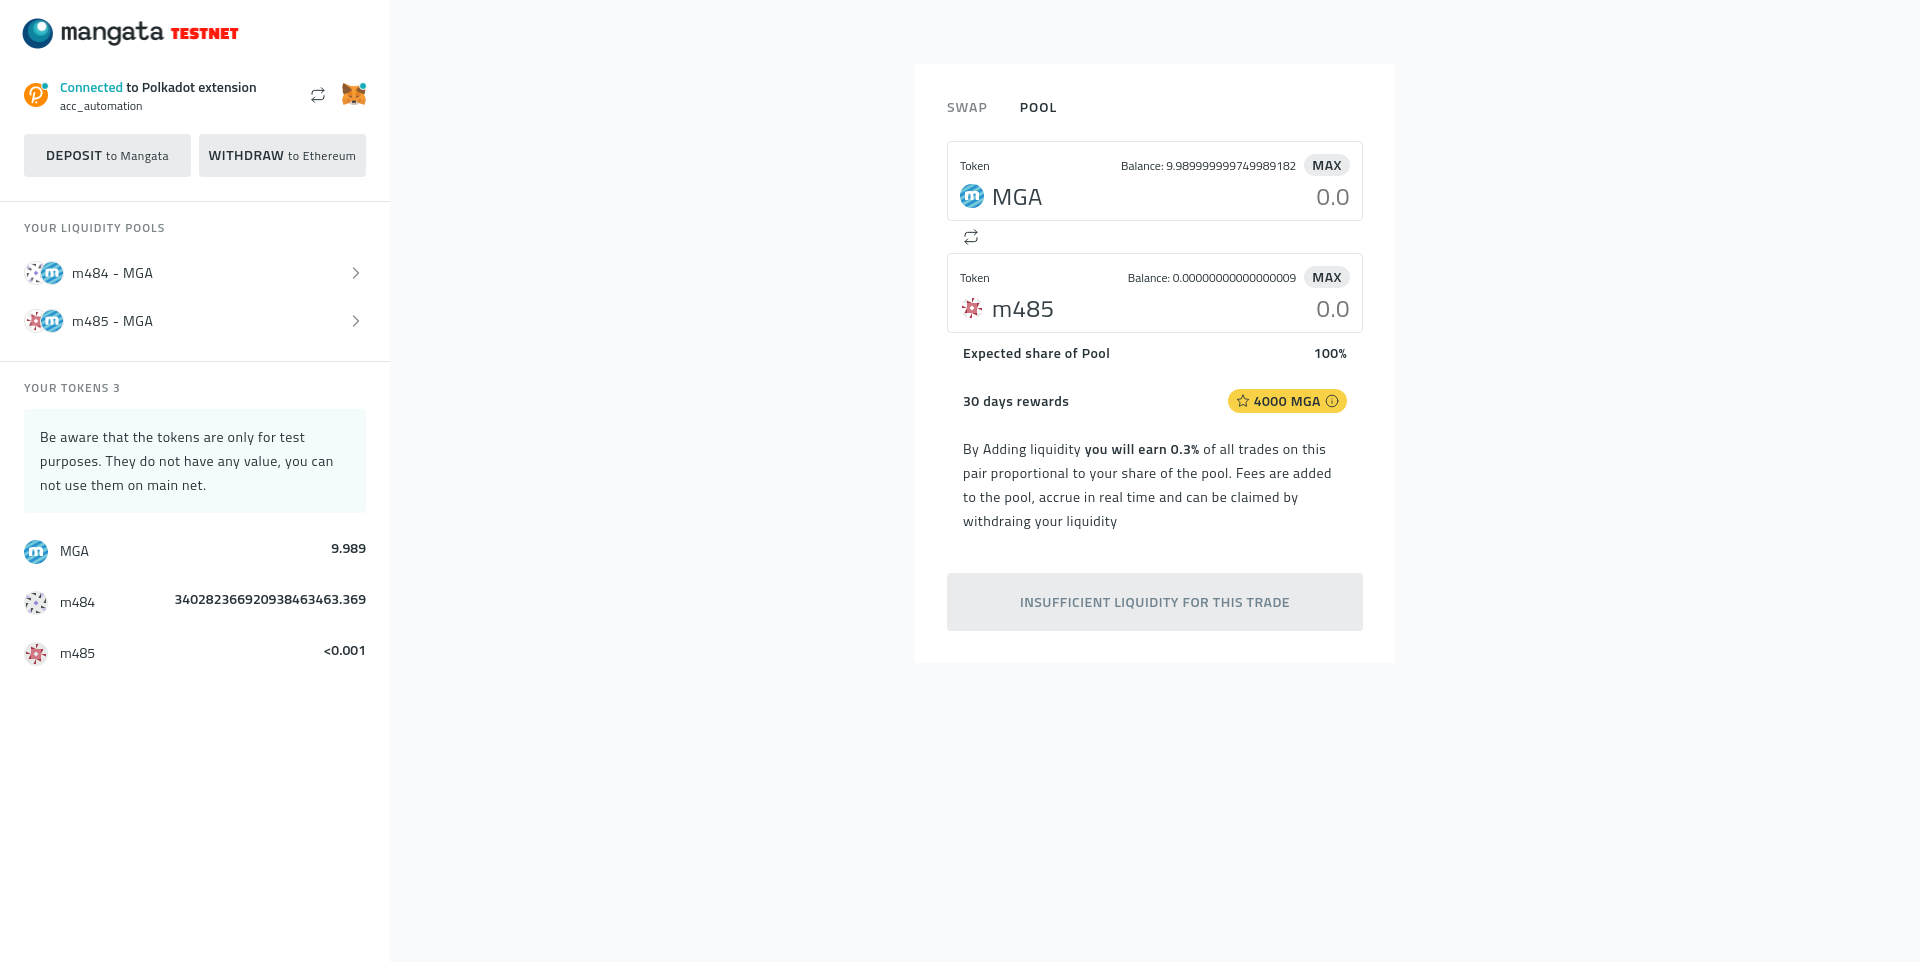 mangata TESTNET
Connected to Polkadot extension
acc_automation
DEPOSIT to Mangata
WITHDRAW to Ethereum
YOUR LIQUIDITY POOLS
m484 - MGA
m485 - MGA
YOUR TOKENS 3
Be aware that the tokens are only for test
purposes. They do not have any value, you can
not use them on main net.
MGA 9.989
m484 340282366920938463463.369
m485 <0.001
SWAP POOL
Token Balance: 9.989999999749989182 MAX
MGA 0.0
Token Balance: 0.00000000000000009 MAX
m485 0.0
Expected share of Pool 100%
30 days rewards 4000 MGA
By Adding liquidity you will earn 0.3% of all trades on this
pair proportional to your share of the pool. Fees are added
to the pool, accrue in real time and can be claimed by
withdraing your liquidity
INSUFFICIENT LIQUIDITY FOR THIS TRADE